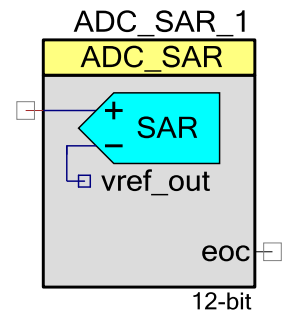 ADC_SAR_1
ADC_SAR
+
SAR
−
vref_out
eoc
12-bit